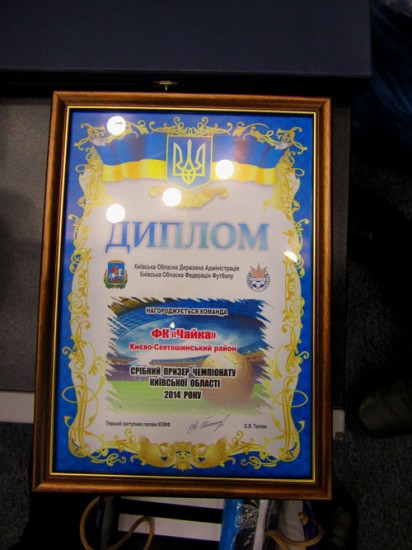 ДИПЛОМ
Київська Обласна Державна Адміністрація
Київська Обласна Федерація Футболу
НАГОРОДЖУЄТЬСЯ КОМАНДА
ФК «Чайка»
Києво-Святошинський район
СРІБНИЙ ПРИЗЕР ЧЕМПІОНАТУ
КИЇВСЬКОЇ ОБЛАСТІ
2014 РОКУ
Перший заступник голови КОФФ